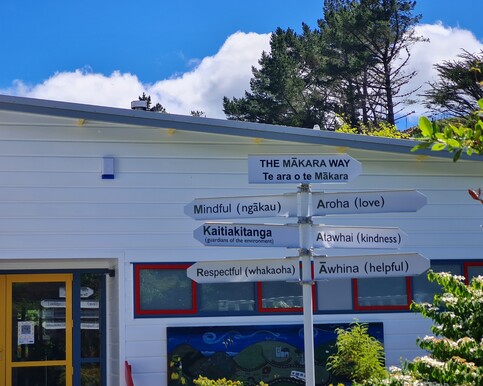 THE MĀKARA WAY
Te ara o te Mākara
Mindful (ngākau)
Aroha (love)
Kaitiakitanga
(guardians of the environment)
Atawhai (kindness)
Respectful (whakaaho)
Āwhina (helpful)